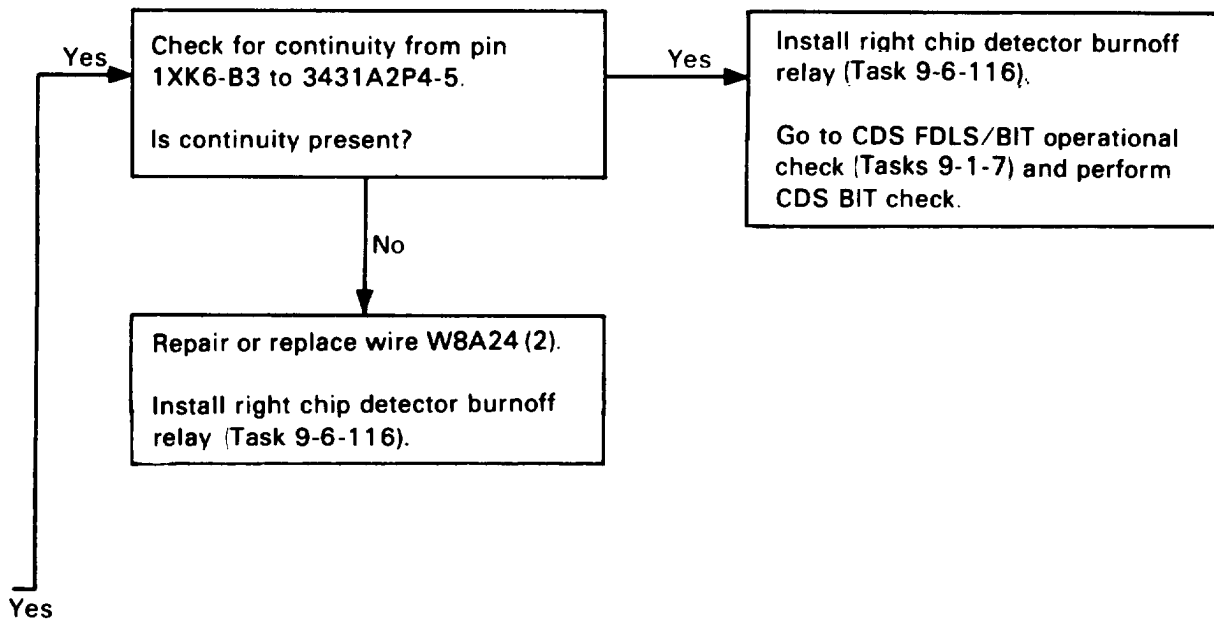 Yes
Check for continuity from pin
1XK6-B3 to 3431A2P4-5.
Is continuity present?
Yes
Install right chip detector burnoff
relay (Task 9-6-116).
Go to CDS FDLS/BIT operational
check (Tasks 9-1-7) and perform
CDS BIT check.
No
Repair or replace wire W8A24 (2).
Install right chip detector burnoff
relay (Task 9-6-116).
Yes